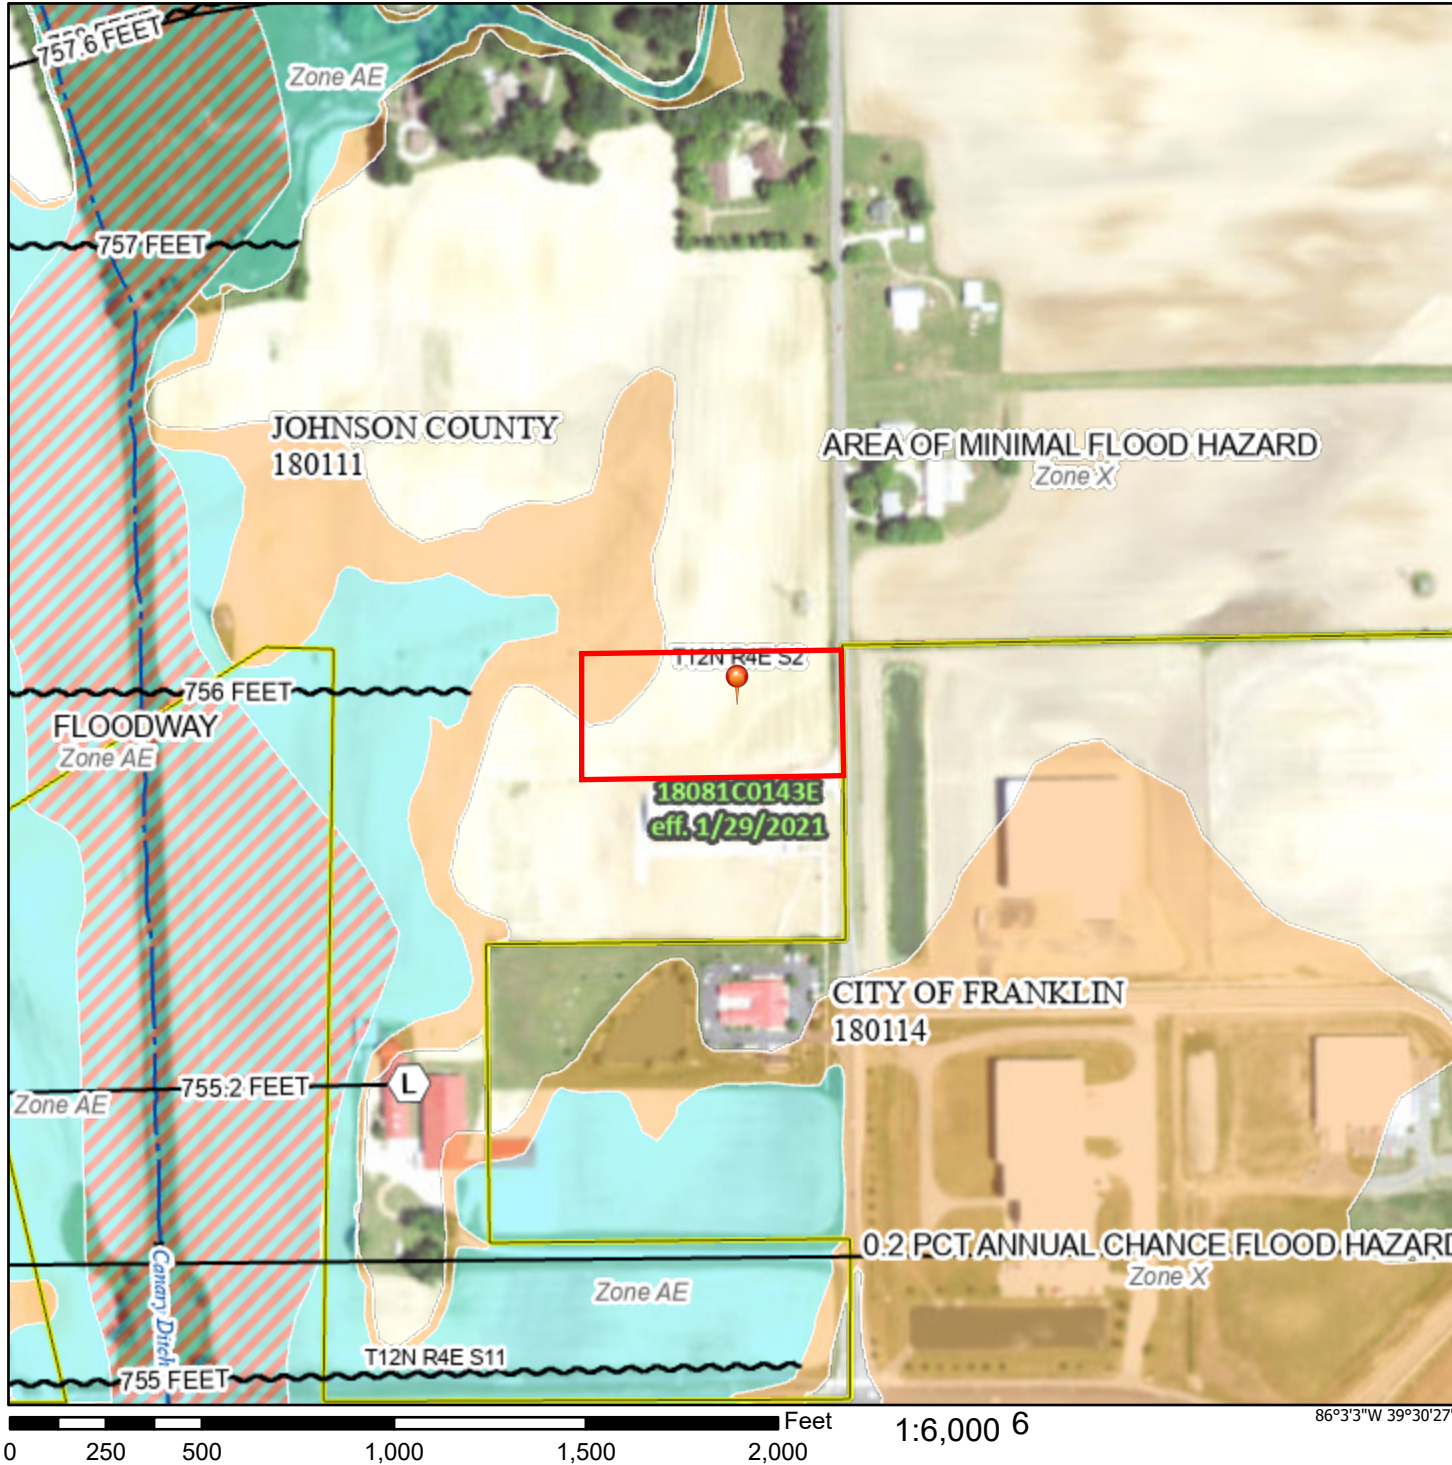 757.6 FEET
Zone AE
757 FEET
JOHNSON COUNTY
180111
AREA OF MINIMAL FLOOD HAZARD
Zone X
T12N R4E S2
756 FEET
FLOODWAY
Zone AE
18081C0143E
eff. 1/29/2021
CITY OF FRANKLIN
180114
755.2 FEET
L
Zone AE
0.2 PCT ANNUAL CHANCE FLOOD HAZARD
Zone X
Zone AE
Canary Ditch
T12N R4E S11
755 FEET
Feet
1:6,000
6
86°3'3"W 39°30'27"
0 250 500 1,000 1,500 2,000